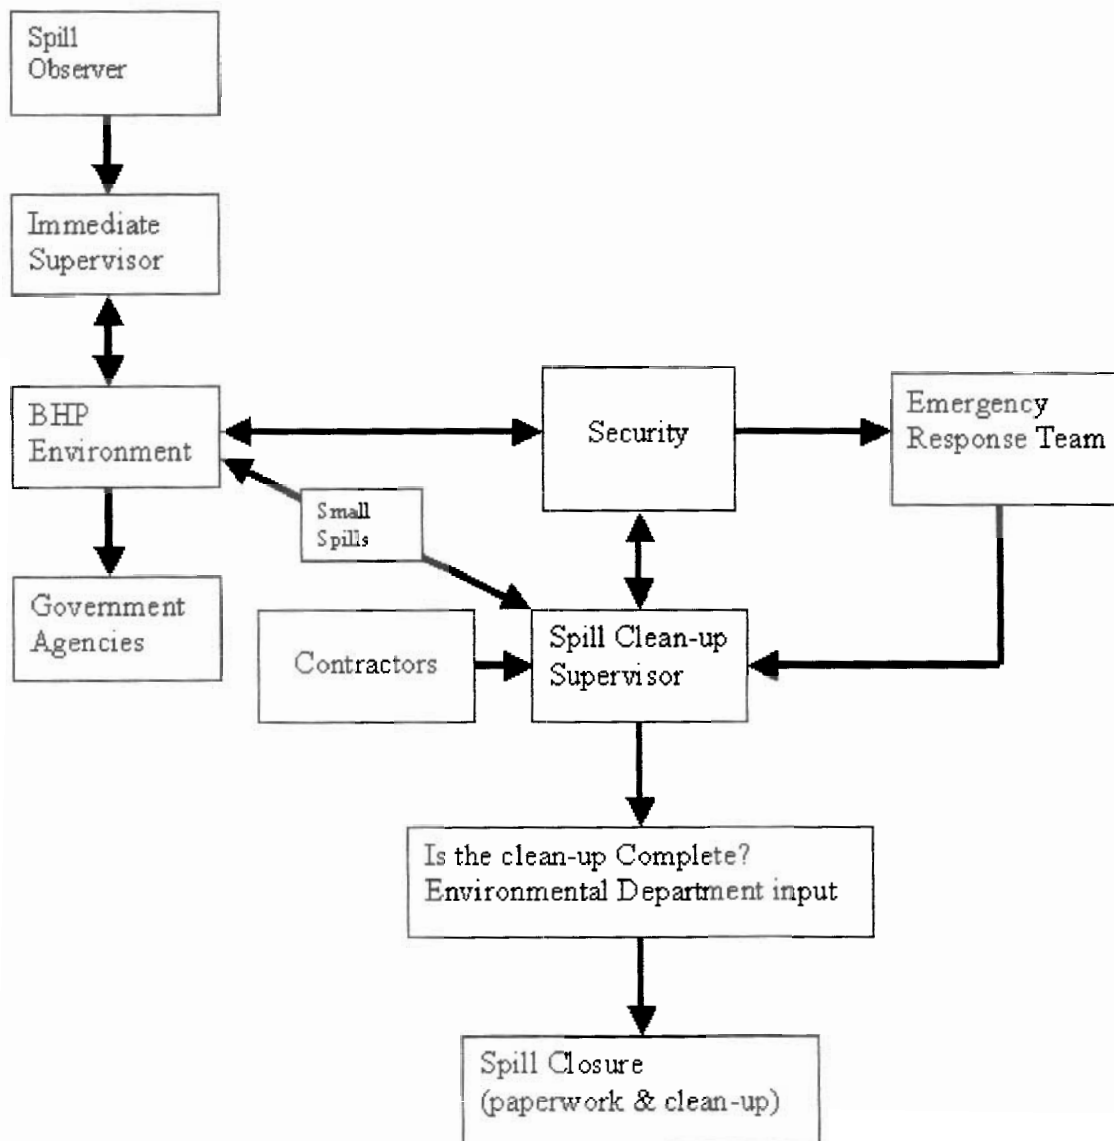 Spill
Observer
Immediate
Supervisor
BHP
Environment
Security
Emergency
Response Team
Small
Spills
Government
Agencies
Contractors
Spill Clean-up
Supervisor
Is the clean-up Complete?
Environmental Department input
Spill Closure
(paperwork & clean-up)